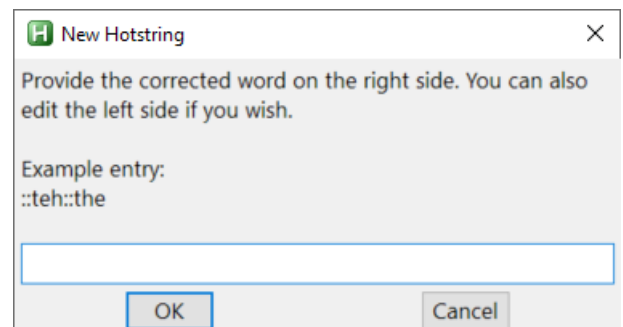 H New Hotstring
Provide the corrected word on the right side. You can also
edit the left side if you wish.
Example entry:
::teh::the
OK Cancel